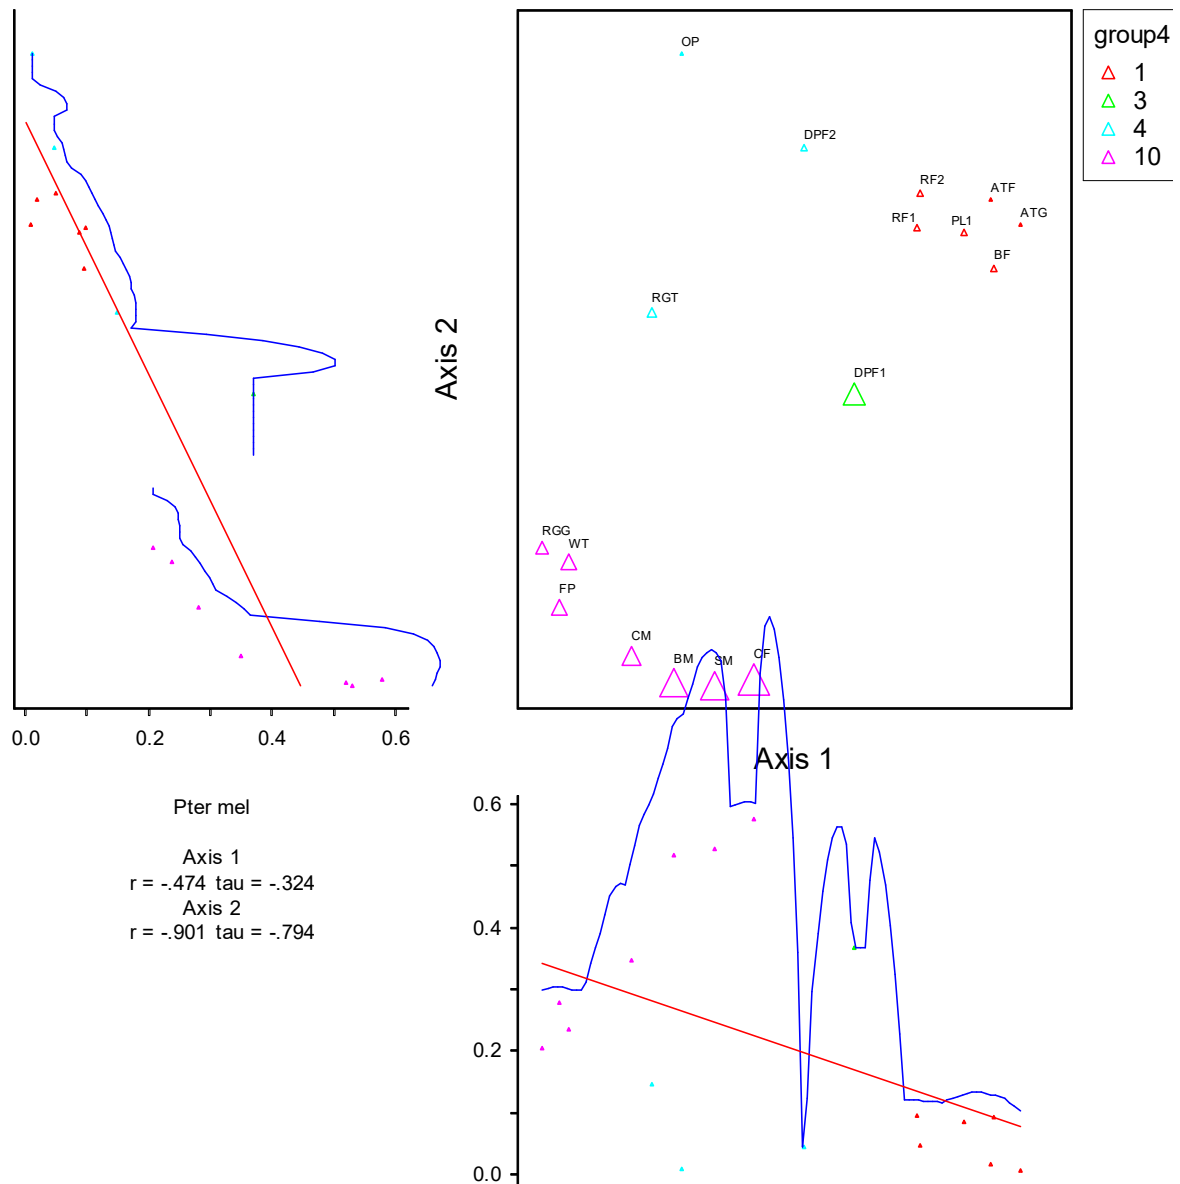 group4
1
3
4
10
OP
DPF2
RF2
ATF
RF1
PL1
ATG
BF
RGT
Axis 2
DPF1
RGG
WT
FP
CM
BM
SM
CF
0.0 0.2 0.4 0.6
Axis 1
Pter mel
Axis 1
r = -.474 tau = -.324
Axis 2
r = -.901 tau = -.794
0.6
0.4
0.2
0.0